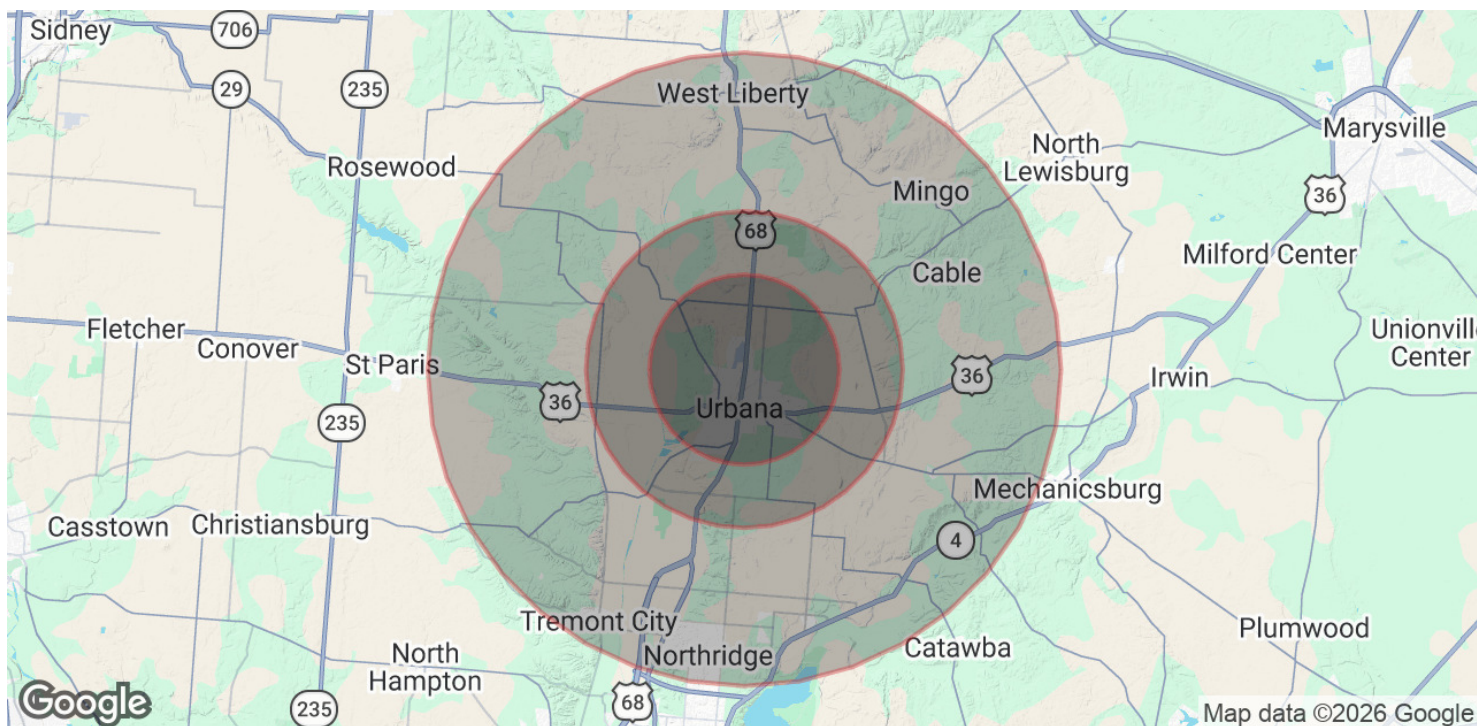 Sidney
706
29
235
West Liberty
Marysville
Rosewood
North
Lewisburg
Mingo
36
68
Milford Center
Cable
Fletcher
Conover
St Paris
Unionville
Center
36
36
Irwin
Urbana
235
Mechanicsburg
Casstown
Christiansburg
4
Tremont City
Plumwood
North
Hampton
Northridge
Catawba
68
235
Google
Map data ©2026 Google